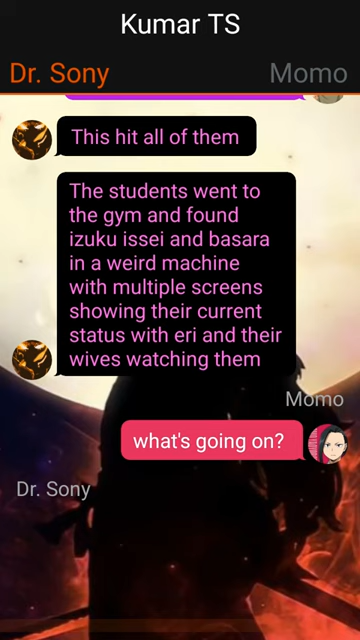 Kumar TS
Dr. Sony
Momo
This hit all of them
The students went to
the gym and found
izuku issei and basara
in a weird machine
with multiple screens
showing their current
status with eri and their
wives watching them
Momo
what's going on?
Dr. Sony